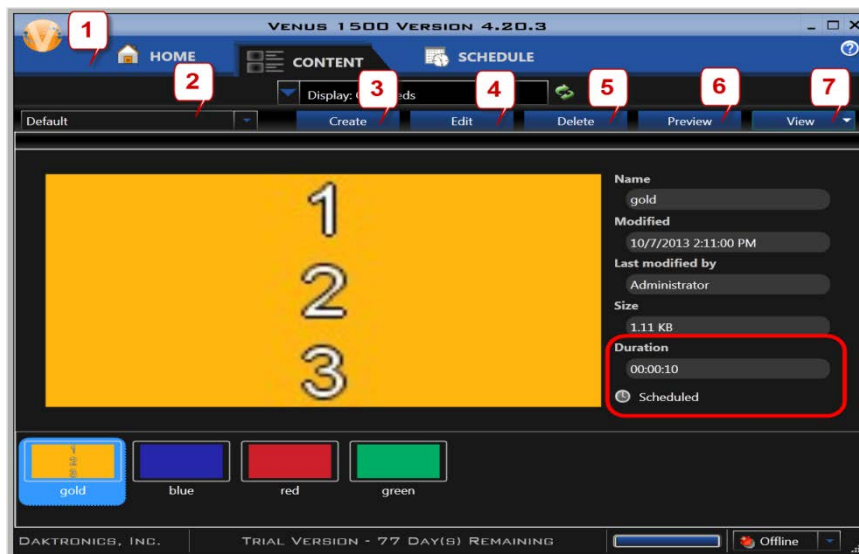 VENUS 1500 VERSION 4.20.3
1
HOME
CONTENT
SCHEDULE
2
3
4
5
6
7
Display:
Default
Create
Edit
Delete
Preview
View
1
2
3
Name
gold
Modified
10/7/2013 2:11:00 PM
Last modified by
Administrator
Size
1.11 KB
Duration
00:00:10
Scheduled
gold
blue
red
green
DAKTRONICS, INC.
TRIAL VERSION - 77 DAY(S) REMAINING
Offline